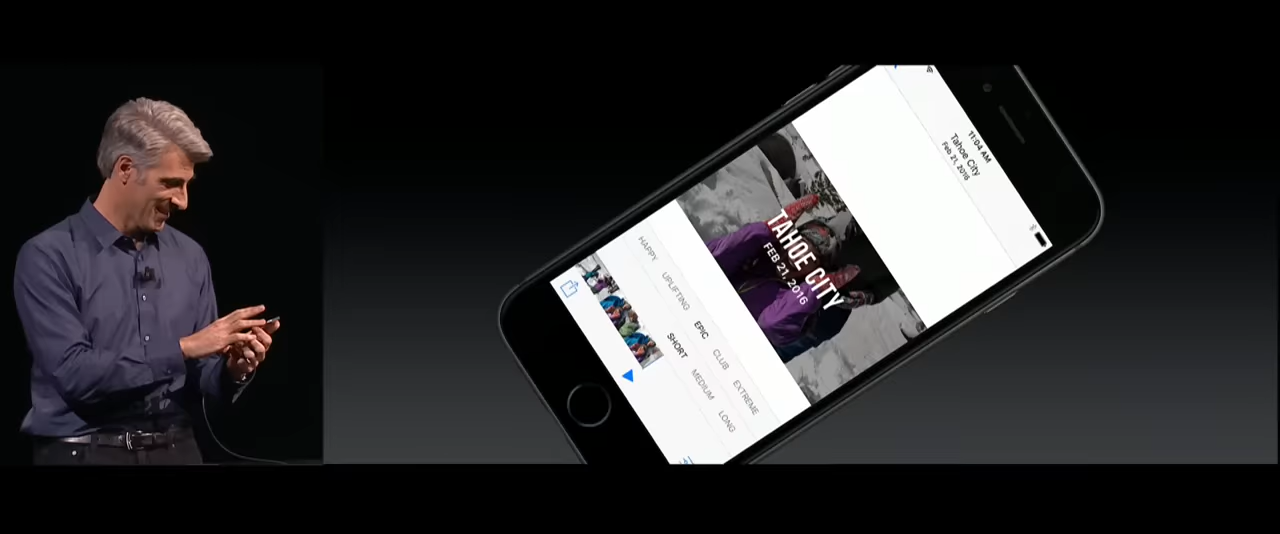 11:04 AM
Tahoe City
Feb 21, 2016
TAHOE CITY
FEB 21, 2016
HAPPY UPLIFTING EPIC CLUB EXTREME
SHORT MEDIUM LONG